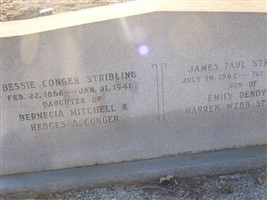 BESSIE CONGER STRIBLING
FEB. 22, 1868 — JAN. 31, 1941
DAUGHTER OF
BERNECIA MITCHELL &
HEDGES A. CONGER
JAMES PAUL STR
JULY 19, 1862 — FEB.
SON OF
EMILY DENDY
WARREN WEBB ST